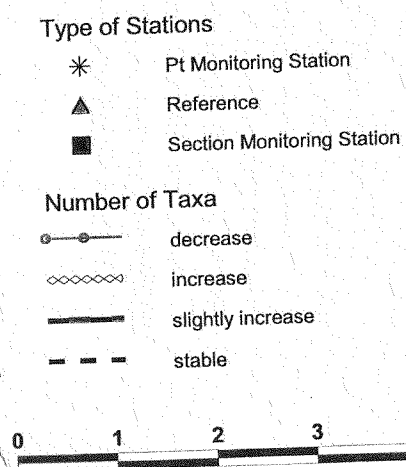 Type of Stations
Pt Monitoring Station
Reference
Section Monitoring Station
Number of Taxa
decrease
increase
slightly increase
stable
0 1 2 3